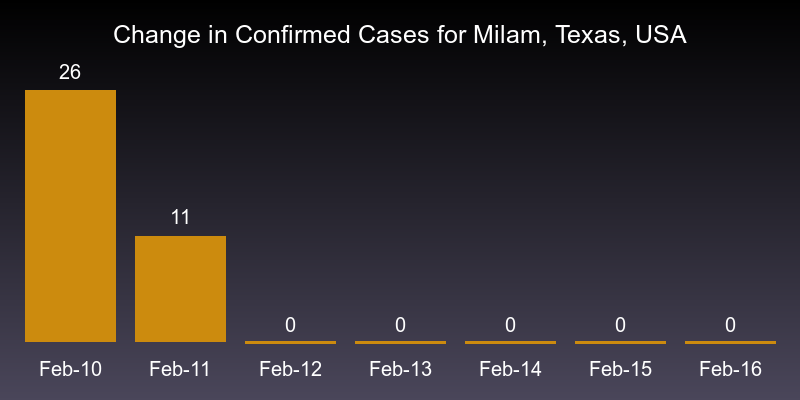 Change in Confirmed Cases for Milam, Texas, USA
26
11
0 0 0 0 0
Feb-10 Feb-11 Feb-12 Feb-13 Feb-14 Feb-15 Feb-16